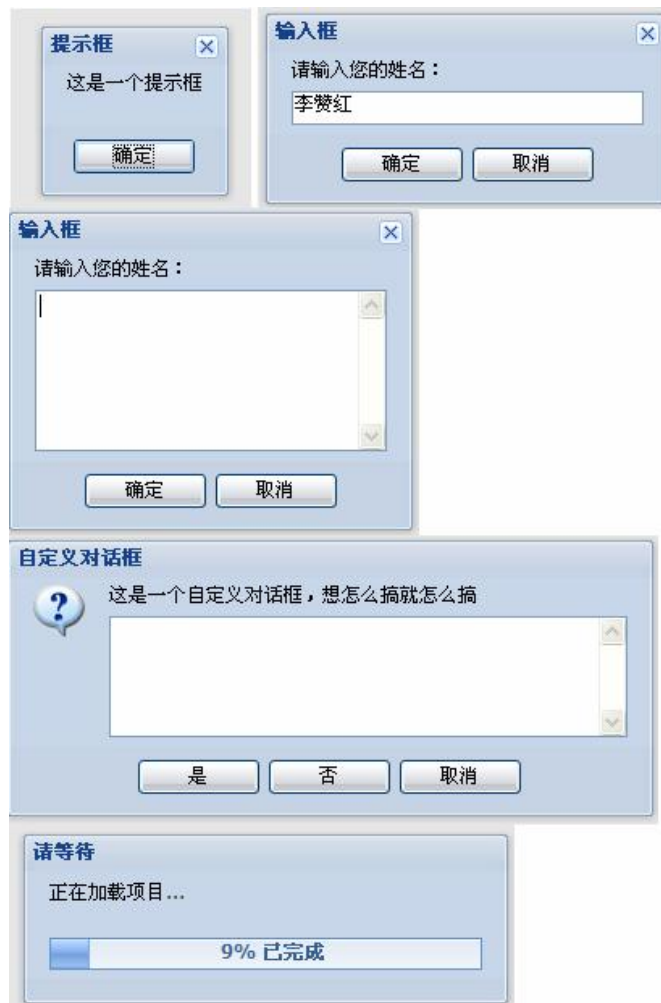 提示框
这是一个提示框
确定
输入框
请输入您的姓名：
李赞红
确定
取消
输入框
请输入您的姓名：
确定
取消
自定义对话框
这是一个自定义对话框，想怎么搞就怎么搞
是
否
取消
请等待
正在加载项目...
9% 已完成